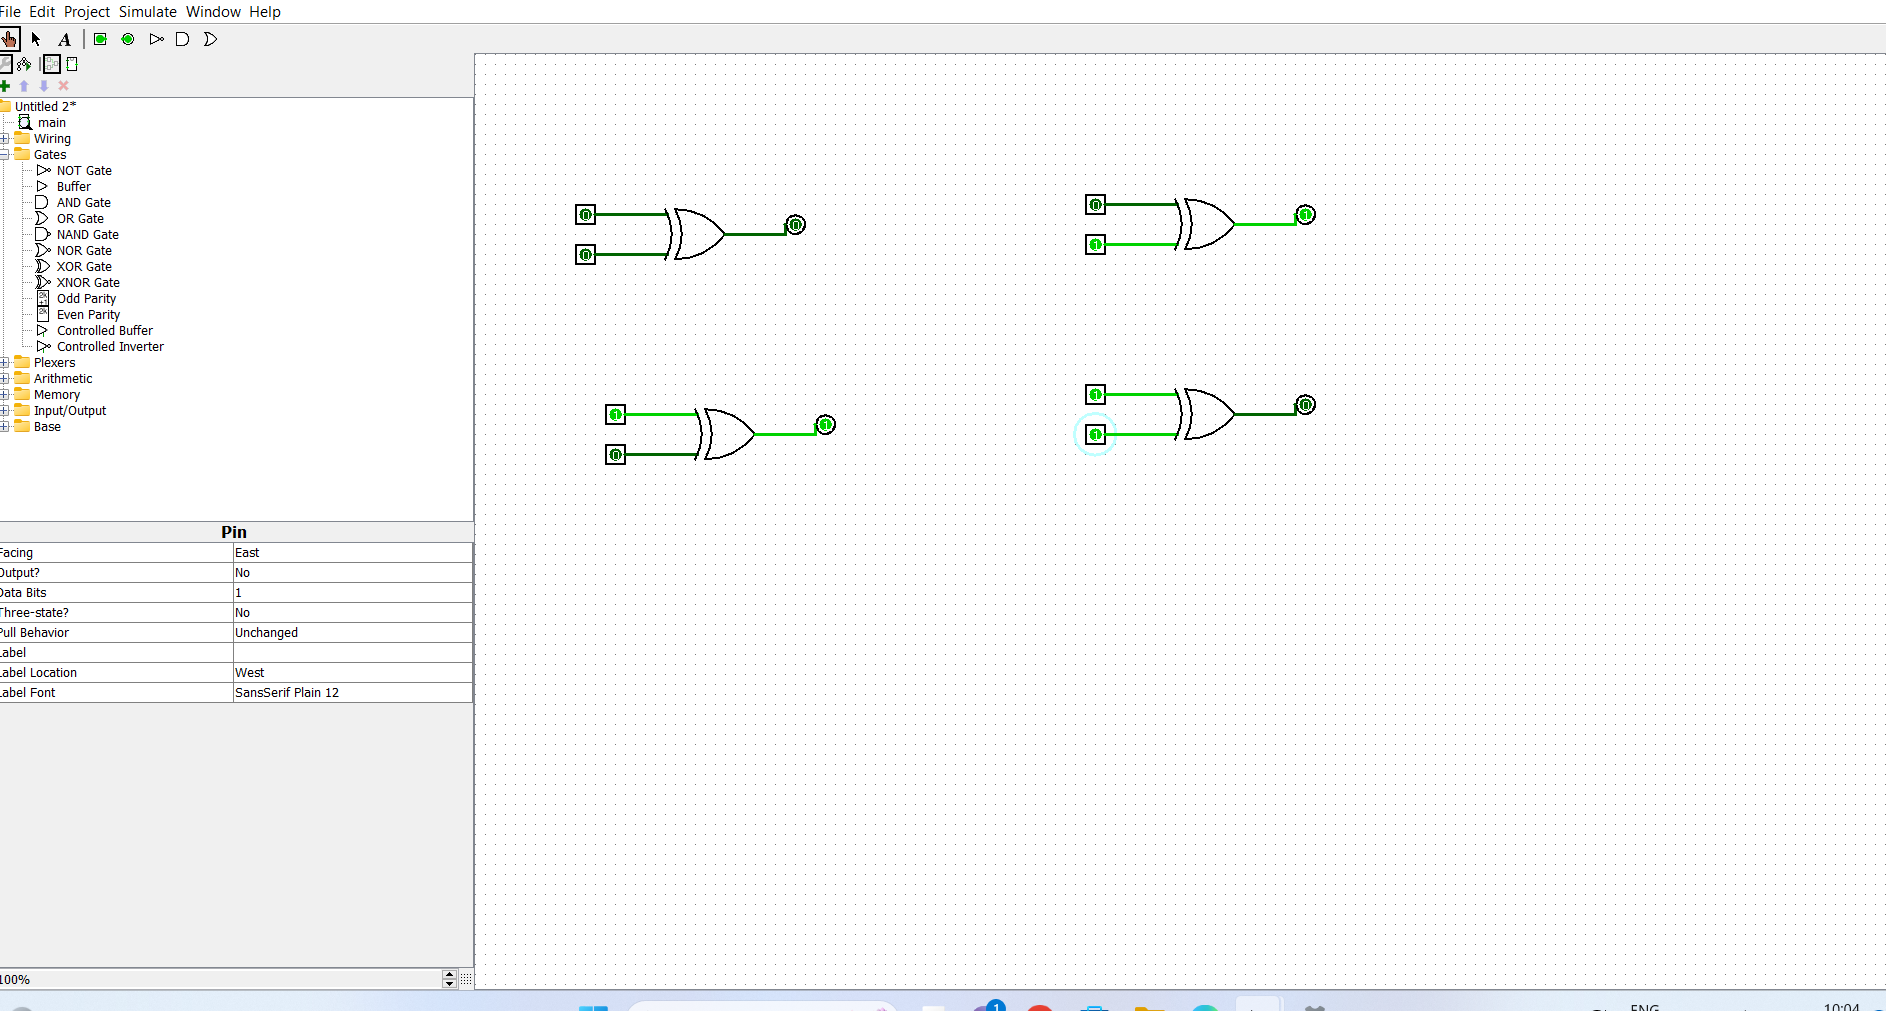 File Edit Project Simulate Window Help
A
Untitled 2*
main
Wiring
Gates
NOT Gate
Buffer
AND Gate
OR Gate
NAND Gate
NOR Gate
XOR Gate
XNOR Gate
2k
+1
Odd Parity
2k
Even Parity
Controlled Buffer
Controlled Inverter
Plexers
Arithmetic
Memory
Input/Output
Base
Pin
Facing East
Output? No
Data Bits 1
Three-state? No
Pull Behavior Unchanged
Label
Label Location West
Label Font SansSerif Plain 12
100%
0
0
0
0
1
1
1
0
1
1
1
0
1
ENG
10:04